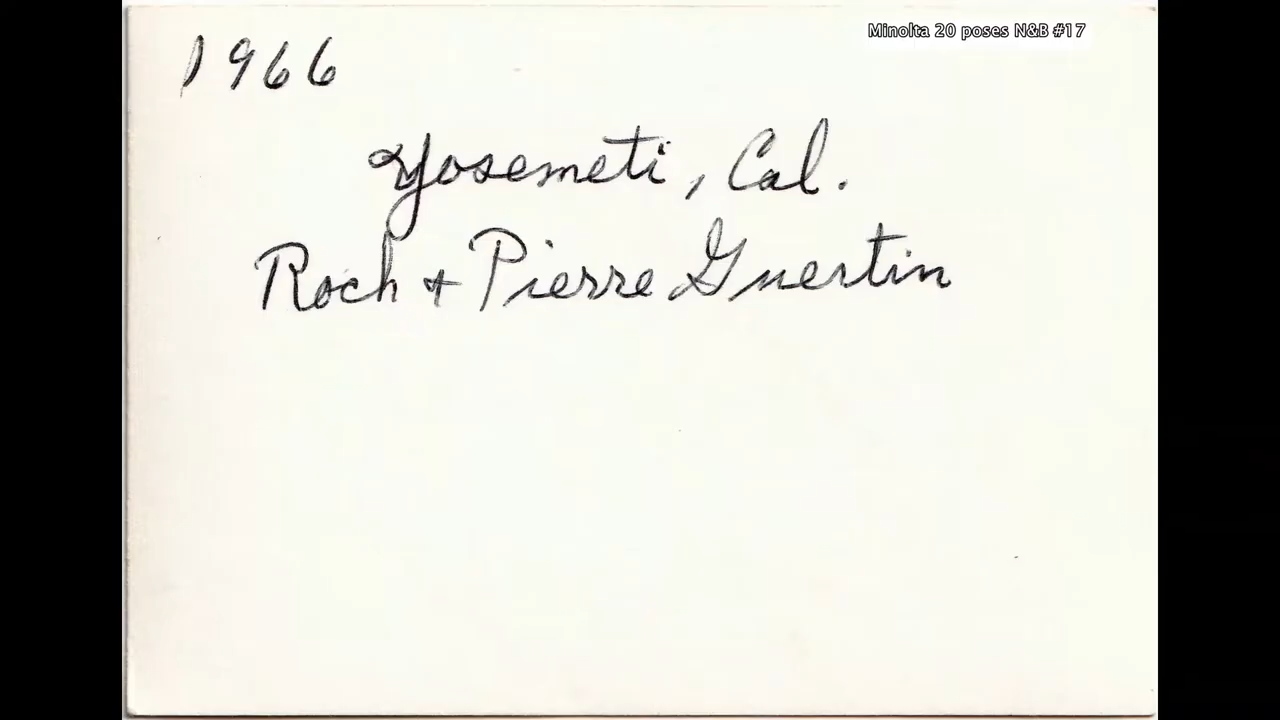 Minolta 20 poses N&B #17
1966
Yosemeti, Cal.
Roch + Pierre Guertin